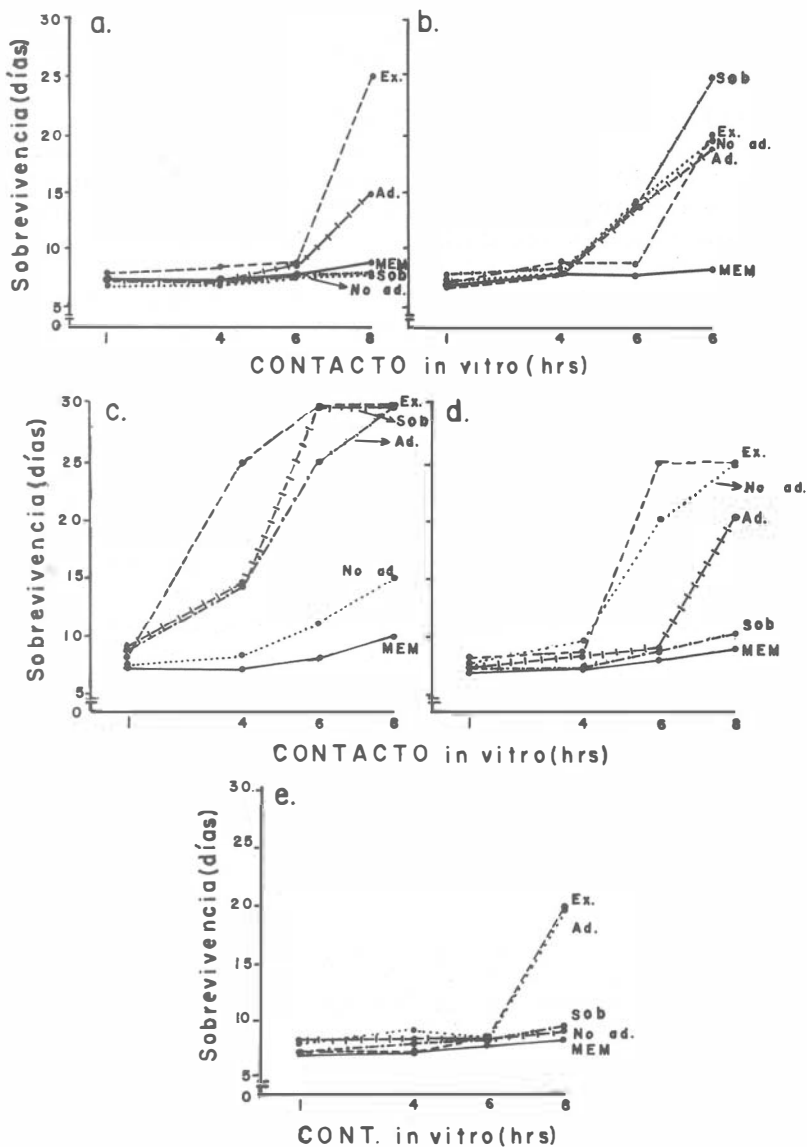 a.
Sobrevivencia (días)
30
25
20
15
10
5
0
Ex.
Ad.
MEM
Sob
No ad.
1
4
6
8
b.
Sob
Ex.
No ad.
Ad.
MEM
1
4
6
6
CONTACTO in vitro (hrs)
c.
Sobrevivencia (días)
30
25
20
15
10
5
0
Ex.
Sob
Ad.
No ad
MEM
1
4
6
8
d.
Ex.
No ad.
Ad.
Sob
MEM
1
4
6
8
CONTACTO in vitro (hrs)
e.
Sobrevivencia (días)
30
25
20
15
10
5
0
Ex.
Ad.
Sob
No ad.
MEM
1
4
6
8
CONT. in vitro (hrs)